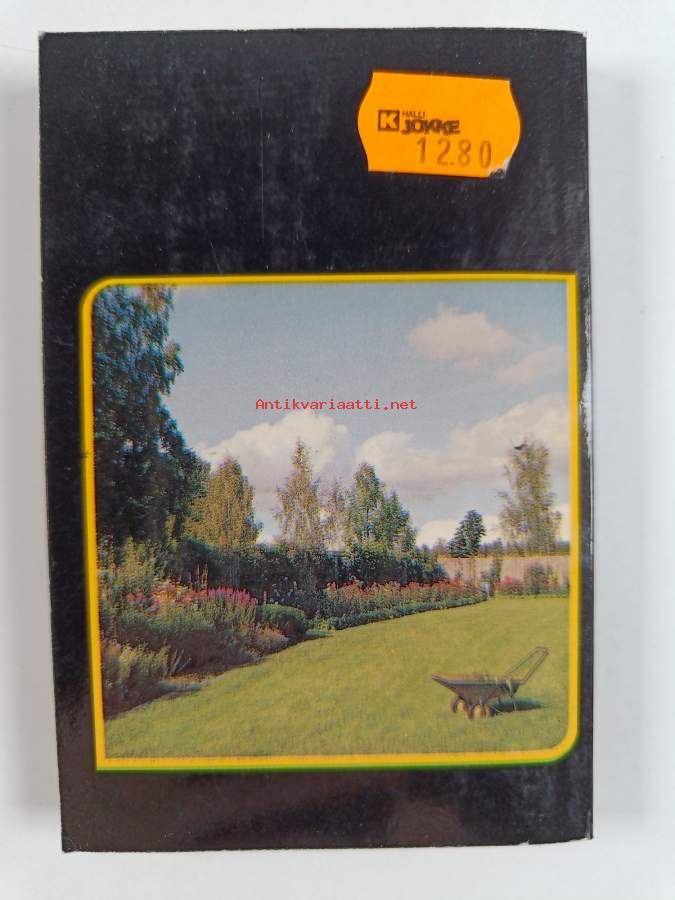 K HALLI
JOKKE
12.80
Antikvariaatti.net